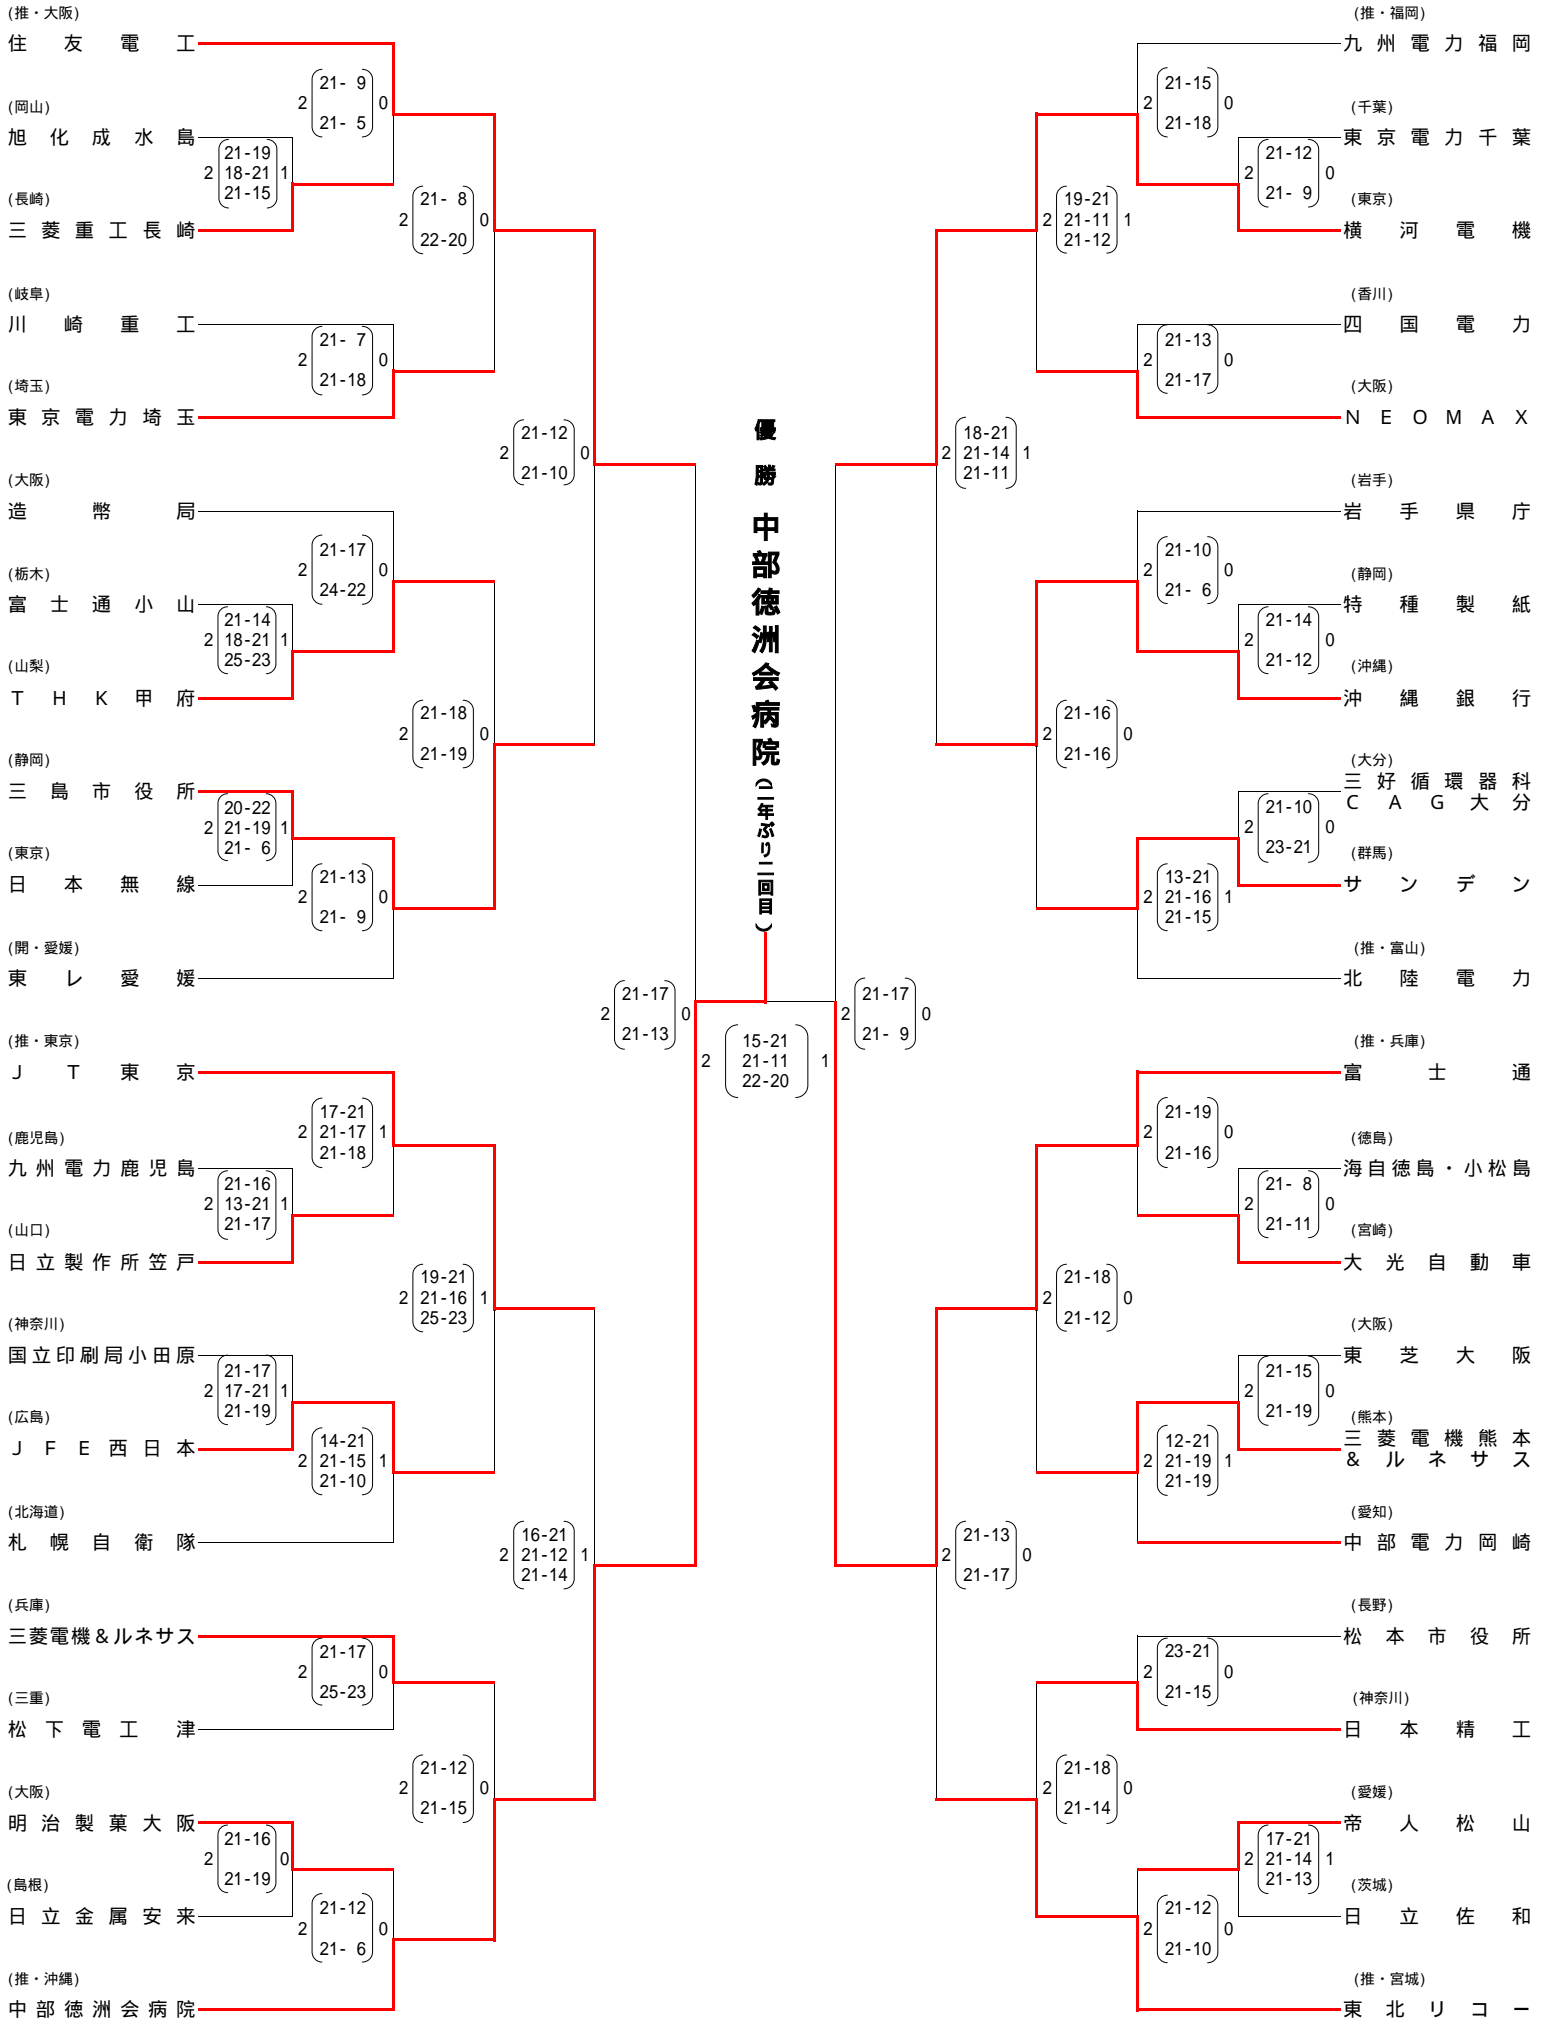 (推・大阪)
住友電工
21- 9
2 0
21- 5
(岡山)
旭化成水島
21-19
2 18-21 1
21-15
(長崎)
三菱重工長崎
21- 8
2 0
22-20
(岐阜)
川崎重工
21- 7
2 0
21-18
(埼玉)
東京電力埼玉
21-12
2 0
21-10
(大阪)
造幣局
21-17
2 0
24-22
(栃木)
富士通小山
21-14
2 18-21 1
25-23
(山梨)
THK甲府
21-18
2 0
21-19
(静岡)
三島市役所
20-22
2 21-19 1
21- 6
(東京)
日本無線
21-13
2 0
21- 9
(開・愛媛)
東レ愛媛
21-17
2 0
21-13
(推・東京)
JT東京
17-21
2 21-17 1
21-18
(鹿児島)
九州電力鹿児島
21-16
2 13-21 1
21-17
(山口)
日立製作所笠戸
19-21
2 21-16 1
25-23
(神奈川)
国立印刷局小田原
21-17
2 17-21 1
21-19
(広島)
JFE西日本
14-21
2 21-15 1
21-10
(北海道)
札幌自衛隊
16-21
2 21-12 1
21-14
(兵庫)
三菱電機&ルネサス
21-17
2 0
25-23
(三重)
松下電工津
21-12
2 0
21-15
(大阪)
明治製菓大阪
21-16
2 0
21-19
(島根)
日立金属安来
21-12
2 0
21- 6
(推・沖縄)
中部徳洲会病院
優勝 中部徳洲会病院(二年ぶり二回目)
15-21
2 21-11 1
22-20
(推・福岡)
九州電力福岡
21-15
2 0
21-18
(千葉)
東京電力千葉
21-12
2 0
21- 9
(東京)
横河電機
19-21
2 21-11 1
21-12
(香川)
四国電力
21-13
2 0
21-17
(大阪)
NEOMAX
18-21
2 21-14 1
21-11
(岩手)
岩手県庁
21-10
2 0
21- 6
(静岡)
特種製紙
21-14
2 0
21-12
(沖縄)
沖縄銀行
21-16
2 0
21-16
(大分)
三好循環器科
CAG大分
21-10
2 0
23-21
(群馬)
サンデン
13-21
2 21-16 1
21-15
(推・富山)
北陸電力
21-17
2 0
21- 9
(推・兵庫)
富士通
21-19
2 0
21-16
(徳島)
海自徳島・小松島
21- 8
2 0
21-11
(宮崎)
大光自動車
21-18
2 0
21-12
(大阪)
東芝大阪
21-15
2 0
21-19
(熊本)
三菱電機熊本
&ルネサス
12-21
2 21-19 1
21-19
(愛知)
中部電力岡崎
21-13
2 0
21-17
(長野)
松本市役所
23-21
2 0
21-15
(神奈川)
日本精工
21-18
2 0
21-14
(愛媛)
帝人松山
17-21
2 21-14 1
21-13
(茨城)
日立佐和
21-12
2 0
21-10
(推・宮城)
東北リコー